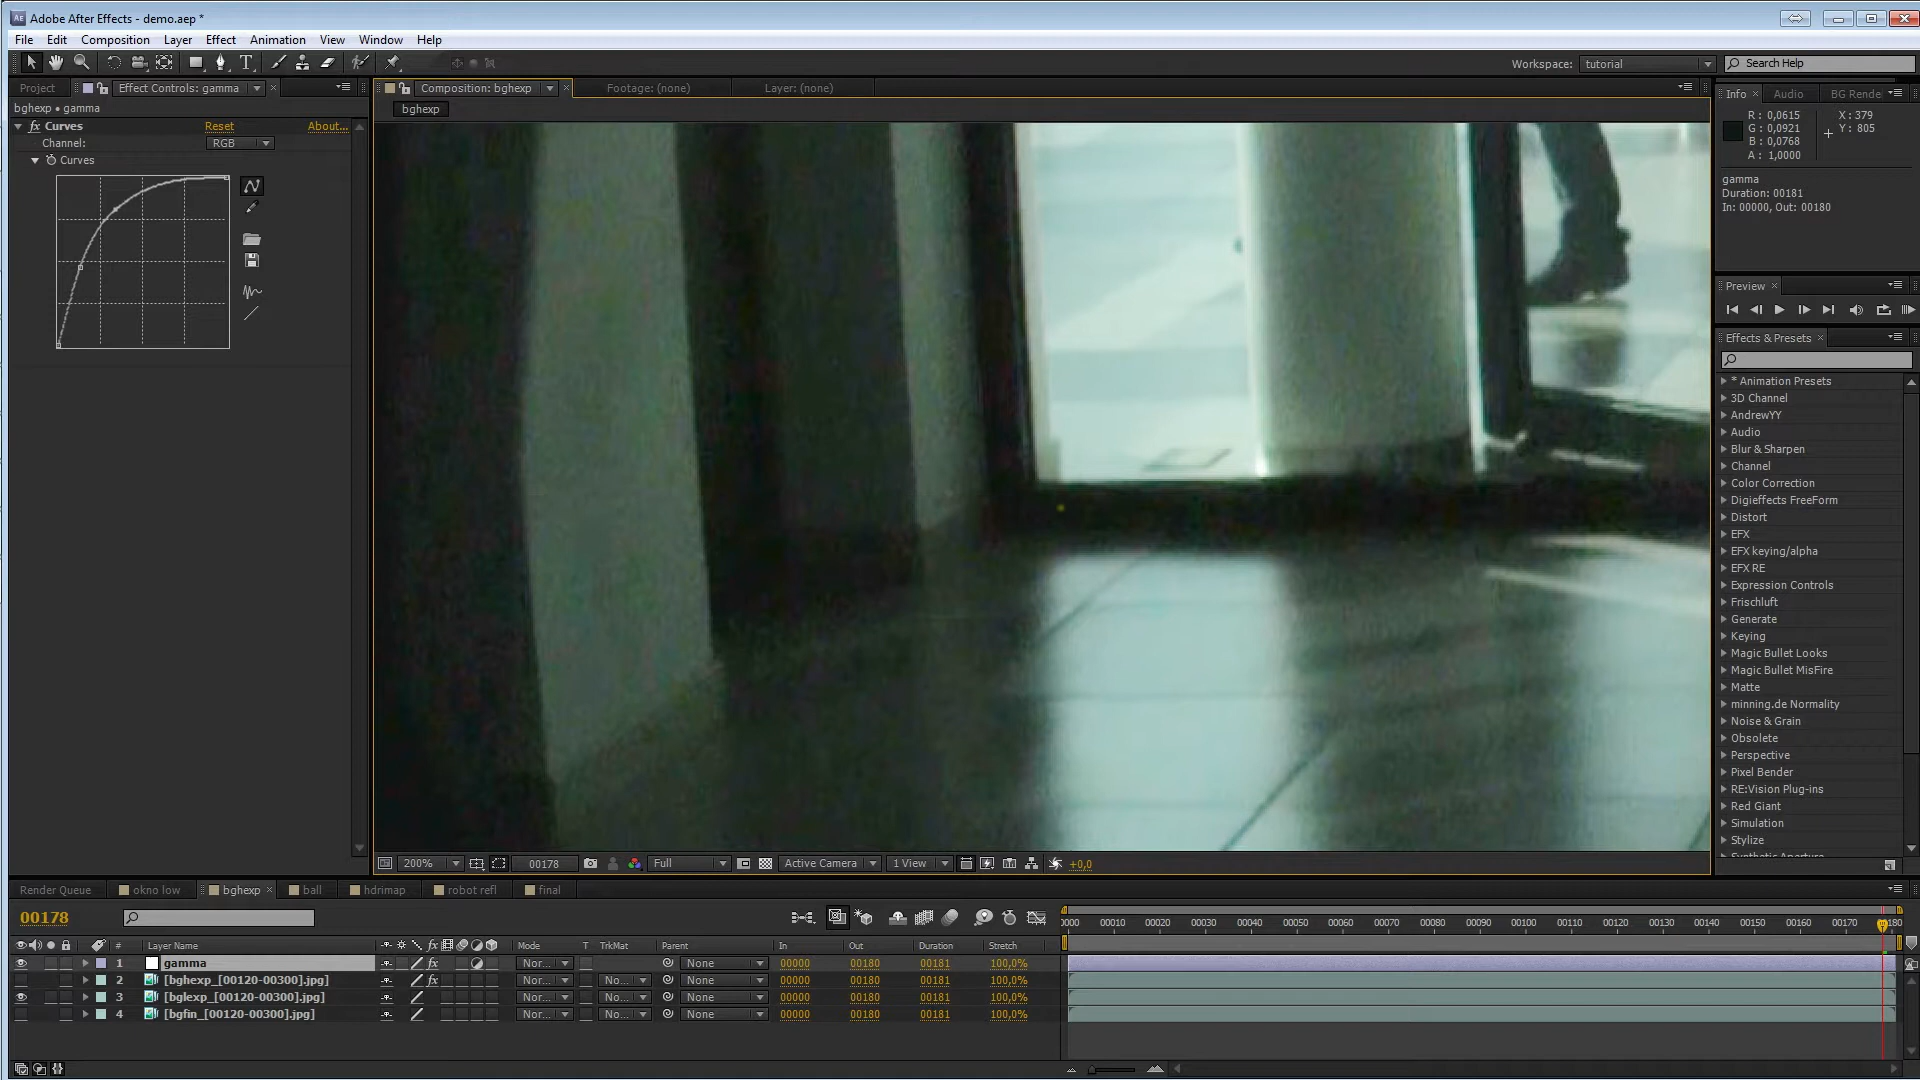 Adobe After Effects - demo.aep *
File Edit Composition Layer Effect Animation View Window Help
Workspace: tutorial Search Help
Project Effect Controls: gamma
bghexp • gamma
fx Curves Reset About...
Channel: RGB
Curves
Composition: bghexp Footage: (none) Layer: (none)
bghexp
200% 00178 Full Active Camera 1 View +0,0
Info Audio BG Rende
R : 0,0615 X : 379
G : 0,0921 Y : 805
B : 0,0768
A : 1,0000
gamma
Duration: 00181
In: 00000, Out: 00180
Preview
Effects & Presets
* Animation Presets
3D Channel
AndrewYY
Audio
Blur & Sharpen
Channel
Color Correction
Digieffects FreeForm
Distort
EFX
EFX keying/alpha
EFX RE
Expression Controls
Frischluft
Generate
Keying
Magic Bullet Looks
Magic Bullet MisFire
Matte
minning.de Normality
Noise & Grain
Obsolete
Perspective
Pixel Bender
RE:Vision Plug-ins
Red Giant
Simulation
Stylize
Synthetic Aperture
Render Queue okno low bghexp ball hdrimap robot refl final
00178
0000 00010 00020 00030 00040 00050 00060 00070 00080 00090 00100 00110 00120 00130 00140 00150 00160 00170 180
# Layer Name fx Mode T TrkMat Parent In Out Duration Stretch
1 gamma fx Nor... None 00000 00180 00181 100,0%
2 [bghexp_[00120-00300].jpg] fx Nor... No... None 00000 00180 00181 100,0%
3 [bglexp_[00120-00300].jpg] Nor... No... None 00000 00180 00181 100,0%
4 [bgfin_[00120-00300].jpg] Nor... No... None 00000 00180 00181 100,0%